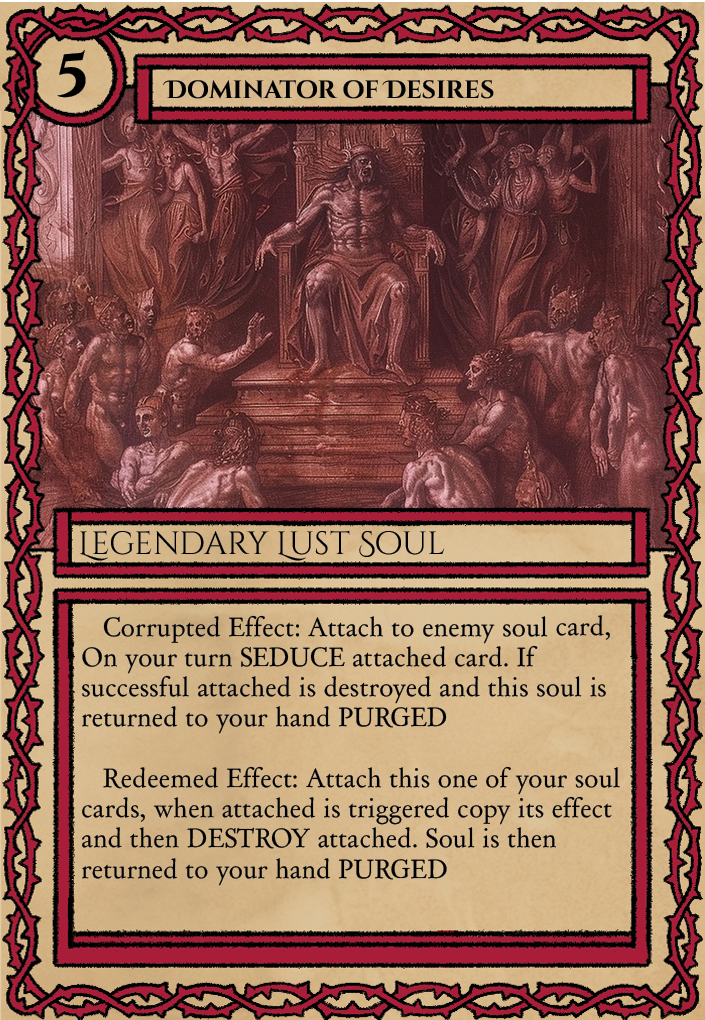 5
Dominator of Desires
Legendary Lust Soul
Corrupted Effect: Attach to enemy soul card,
On your turn SEDUCE attached card. If
successful attached is destroyed and this soul is
returned to your hand PURGED
Redeemed Effect: Attach this one of your soul
cards, when attached is triggered copy its effect
and then DESTROY attached. Soul is then
returned to your hand PURGED